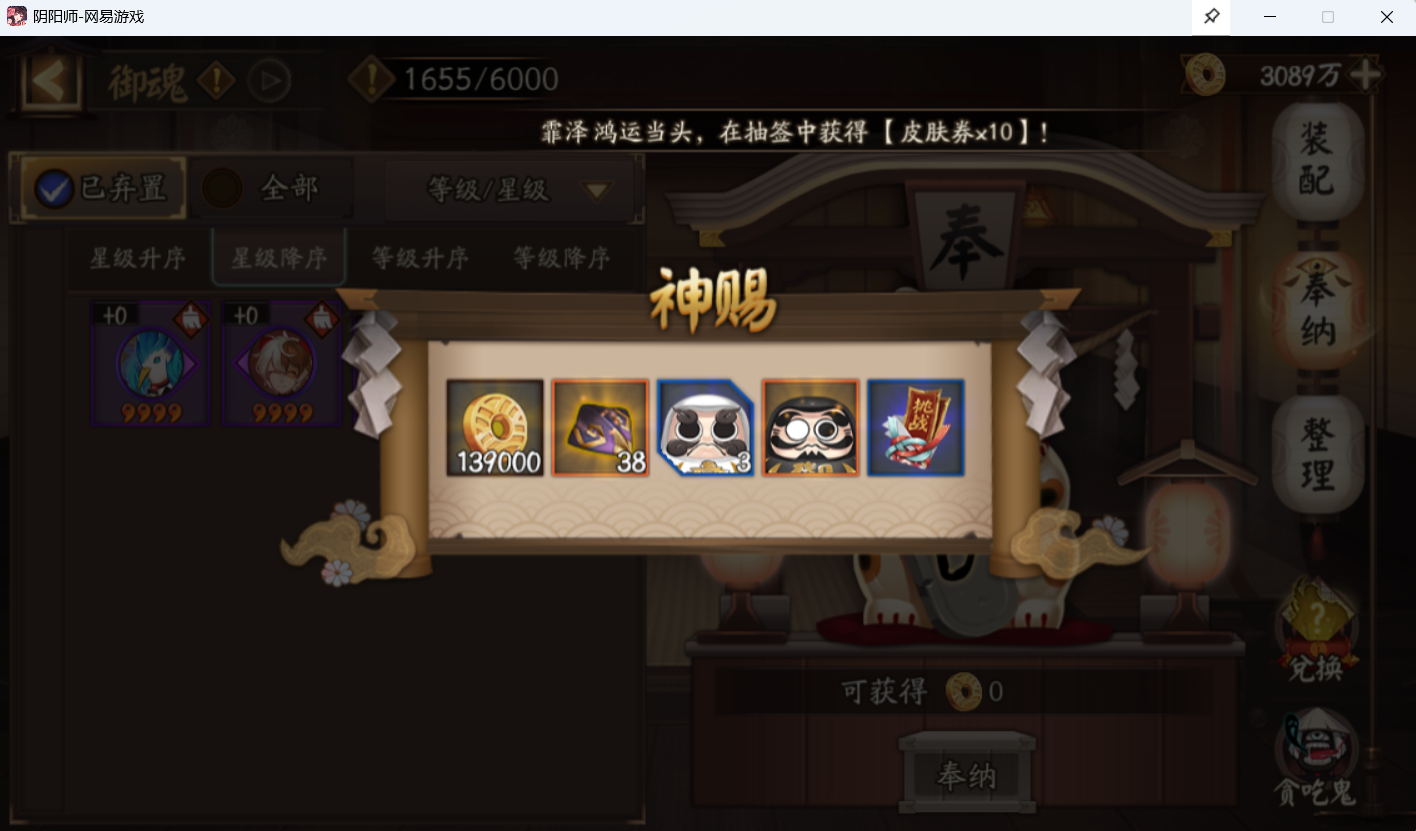 阴阳师-网易游戏
御魂
1655/6000
3089万
霏泽鸿运当头，在抽签中获得【皮肤券×10】！
已弃置
全部
等级/星级
星级升序
星级降序
等级升序
等级降序
+0
9999
+0
9999
奉
神赐
139000
38
3
挑战
可获得 0
奉纳
装配
奉纳
整理
?
兑换
贪吃鬼